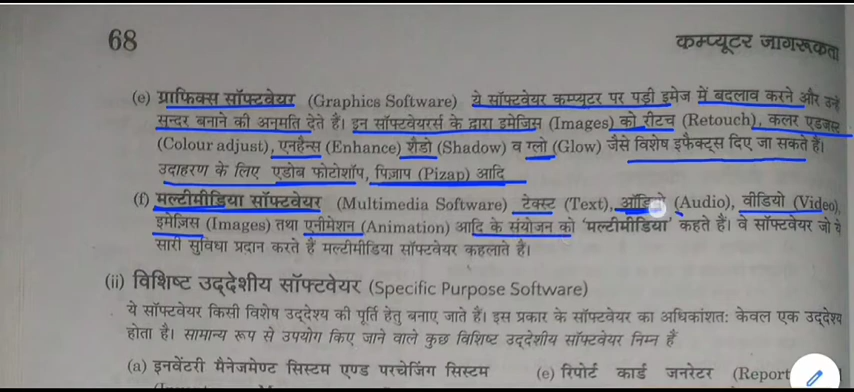 68
कम्प्यूटर जागरूकता
(e) ग्राफिक्स सॉफ्टवेयर (Graphics Software) ये सॉफ्टवेयर कम्प्यूटर पर पड़ी इमेज में बदलाव करने और उन्हें
सुन्दर बनाने की अनुमति देते हैं। इन सॉफ्टवेयरर्स के द्वारा इमेजिस (Images) को रीटच (Retouch), कलर एडजस्ट
(Colour adjust), एनहैन्स (Enhance) शैडो (Shadow) व ग्लो (Glow) जैसे विशेष इफैक्ट्स दिए जा सकते हैं।
उदाहरण के लिए एडोब फोटोशॉप, पिज़ाप (Pizap) आदि
(f) मल्टीमीडिया सॉफ्टवेयर (Multimedia Software) टेक्स्ट (Text), ऑडियो (Audio), वीडियो (Video),
इमेज़िस (Images) तथा एनीमेशन (Animation) आदि के संयोजन को 'मल्टीमीडिया' कहते हैं। वे सॉफ्टवेयर जो ये
सारी सुविधा प्रदान करते हैं मल्टीमीडिया सॉफ्टवेयर कहलाते हैं।
(ii) विशिष्ट उद्देशीय सॉफ्टवेयर (Specific Purpose Software)
ये सॉफ्टवेयर किसी विशेष उद्देश्य की पूर्ति हेतु बनाए जाते हैं। इस प्रकार के सॉफ्टवेयर का अधिकांशतः केवल एक उद्देश्य
होता है। सामान्य रूप से उपयोग किए जाने वाले कुछ विशिष्ट उद्देशीय सॉफ्टवेयर निम्न हैं
(a) इनवेंटरी मैनेजमेण्ट सिस्टम एण्ड परचेजिंग सिस्टम
(e) रिपोर्ट कार्ड जनरेटर (Report